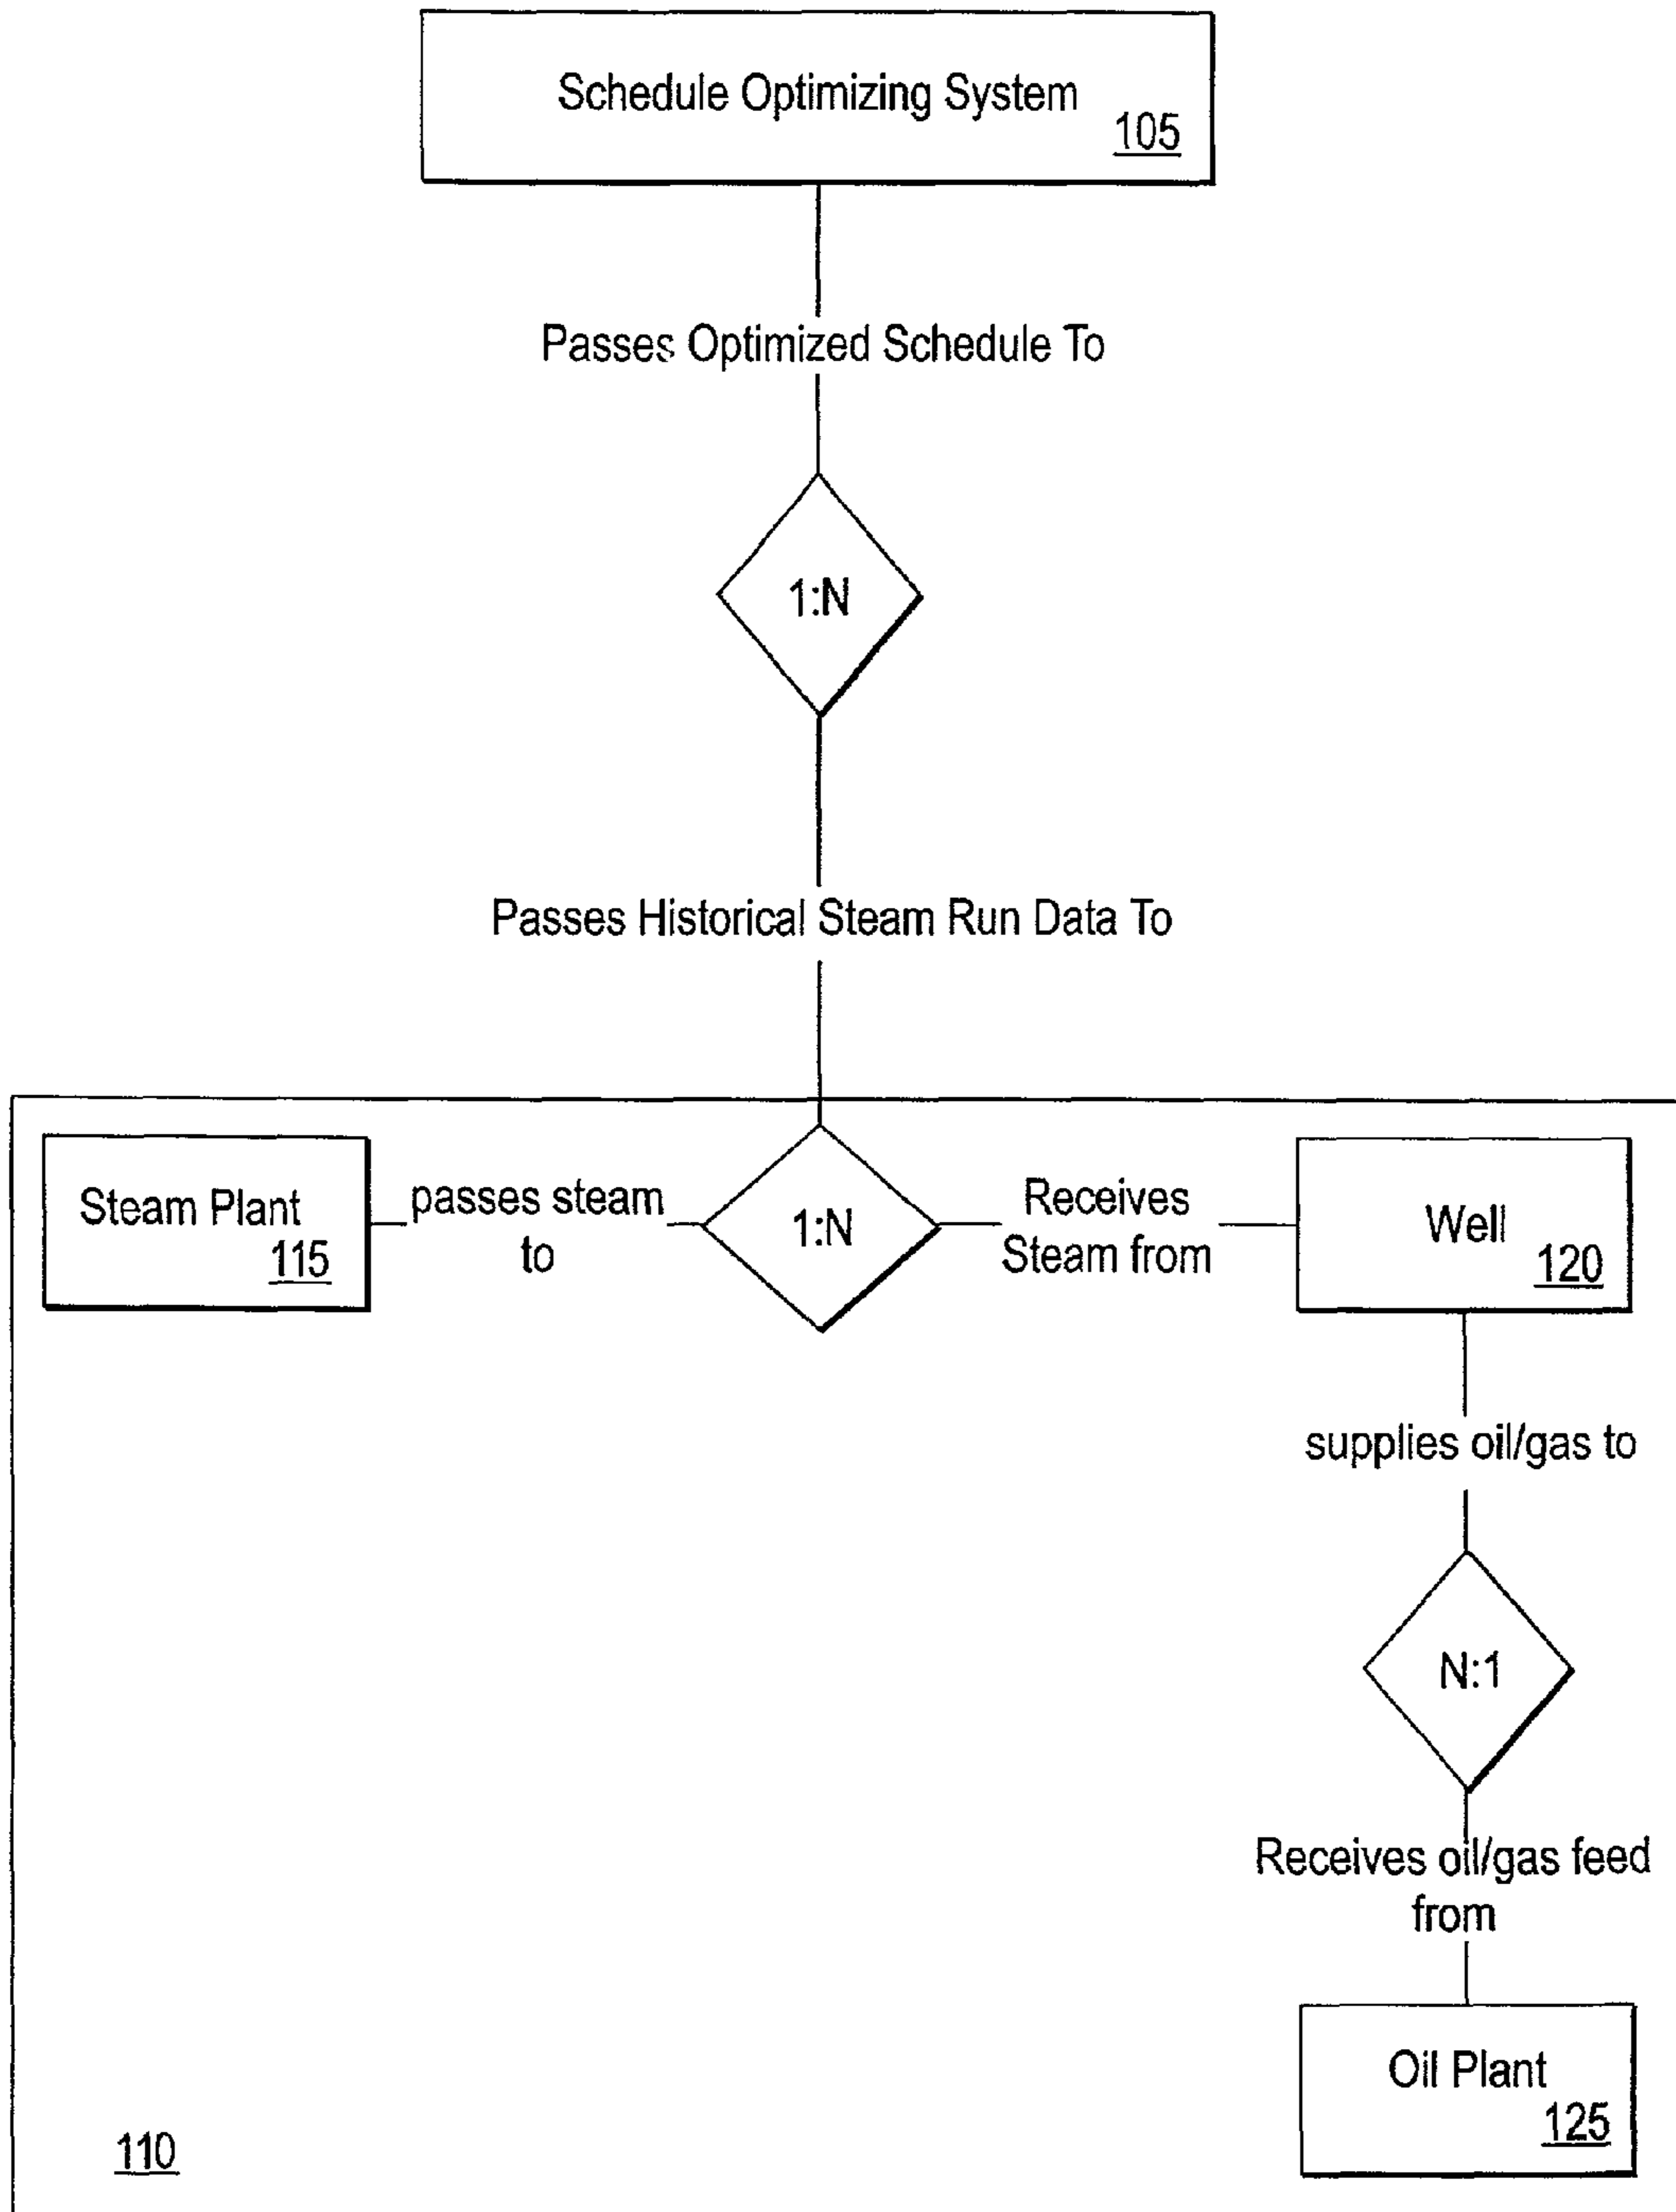 Schedule Optimizing System
105
Passes Optimized Schedule To
1:N
Passes Historical Steam Run Data To
Steam Plant
115
passes steam
to
1:N
Receives
Steam from
Well
120
supplies oil/gas to
N:1
Receives oil/gas feed
from
Oil Plant
125
110